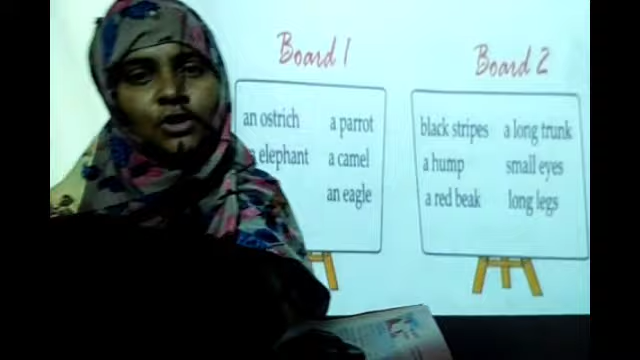 Board 1
an ostrich a parrot
elephant a camel
an eagle
Board 2
black stripes a long trunk
a hump small eyes
a red beak long legs